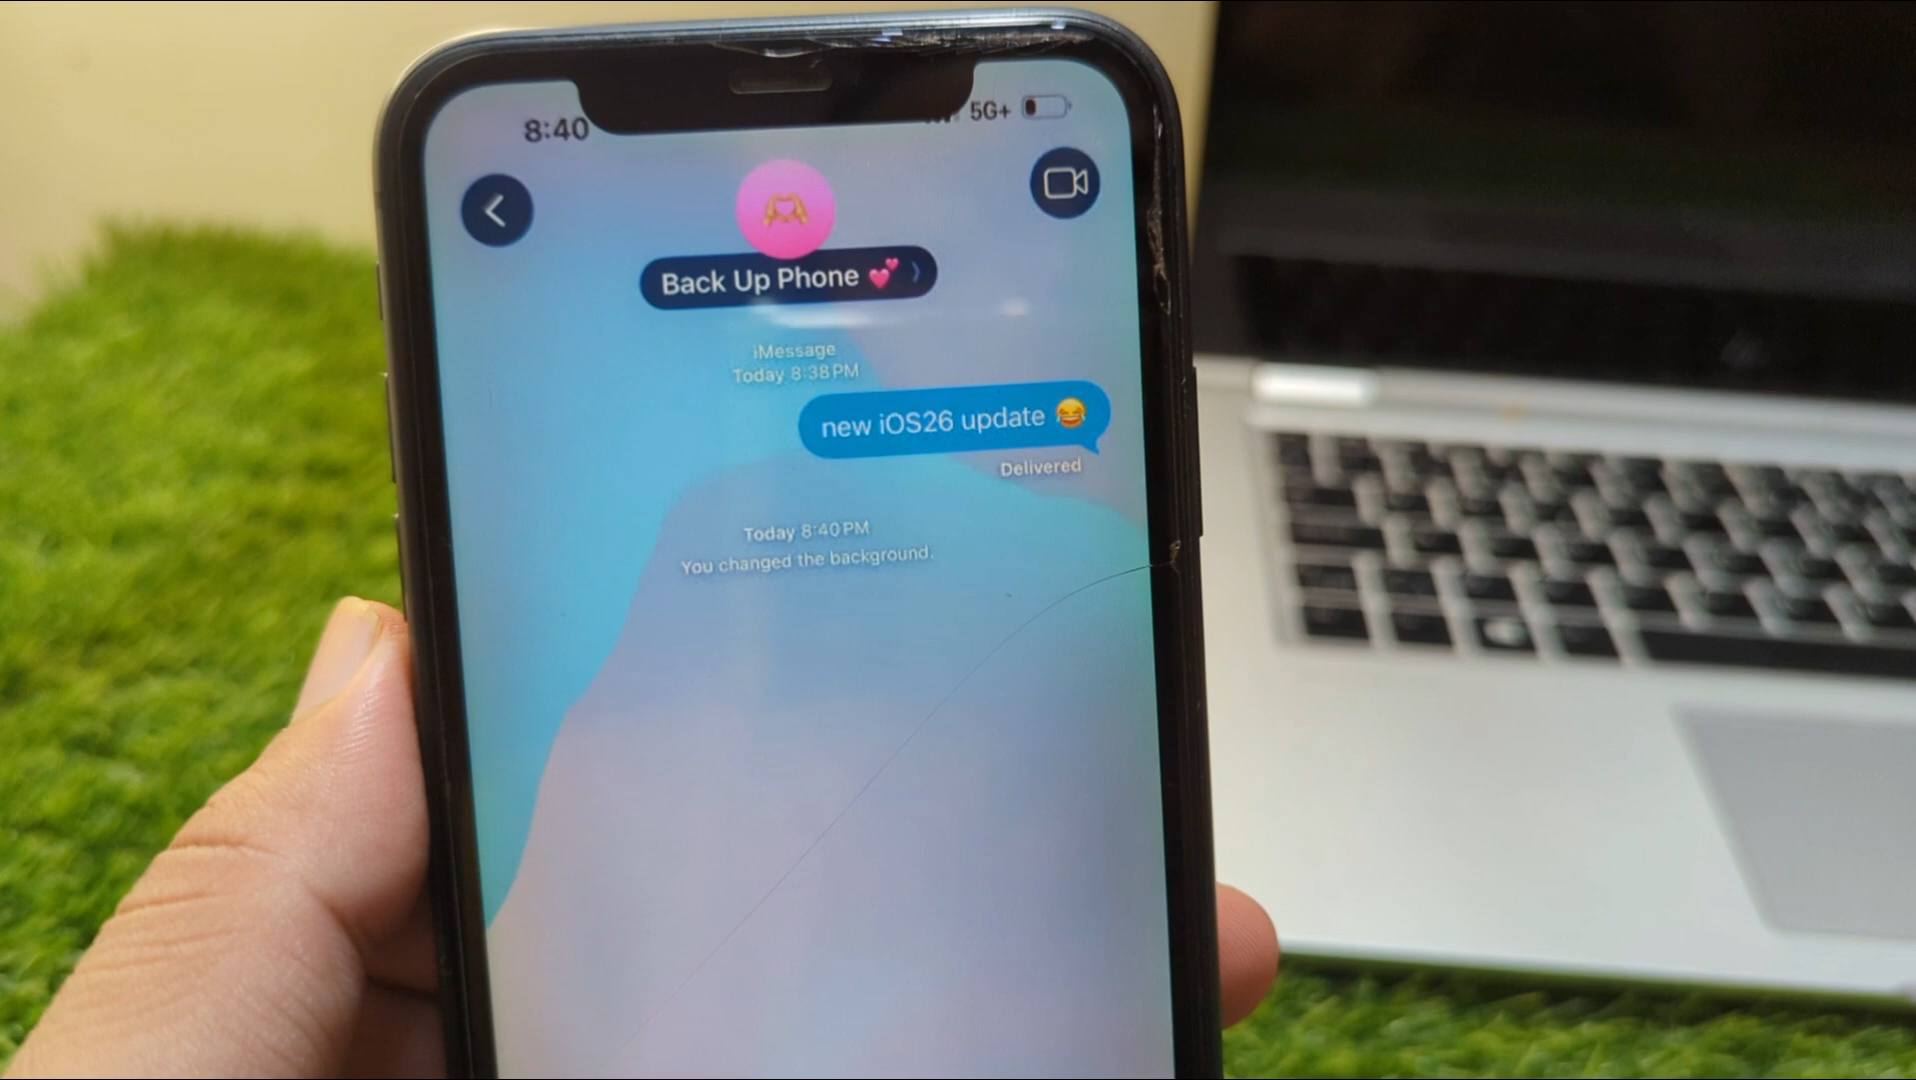 8:40
5G+
Back Up Phone 💕
iMessage
Today 8:38 PM
new iOS26 update 😂
Delivered
Today 8:40 PM
You changed the background.